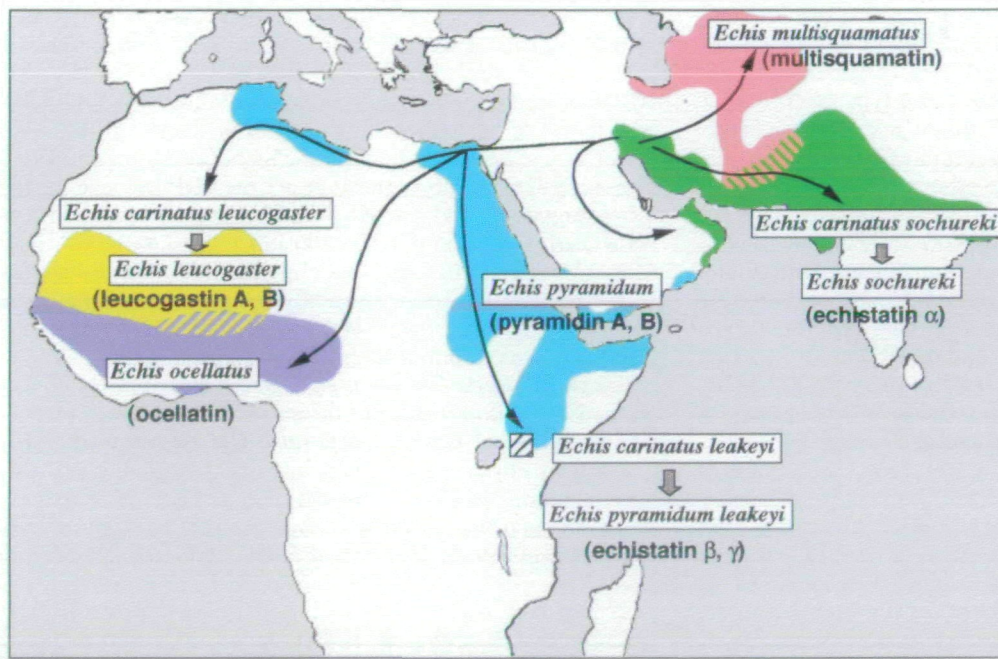 Echis multisquamatus
(multisquamatin)
Echis carinatus leucogaster
Echis leucogaster
(leucogastin A, B)
Echis ocellatus
(ocellatin)
Echis pyramidum
(pyramidin A, B)
Echis carinatus sochureki
Echis sochureki
(echistatin α)
Echis carinatus leakeyi
Echis pyramidum leakeyi
(echistatin β, γ)